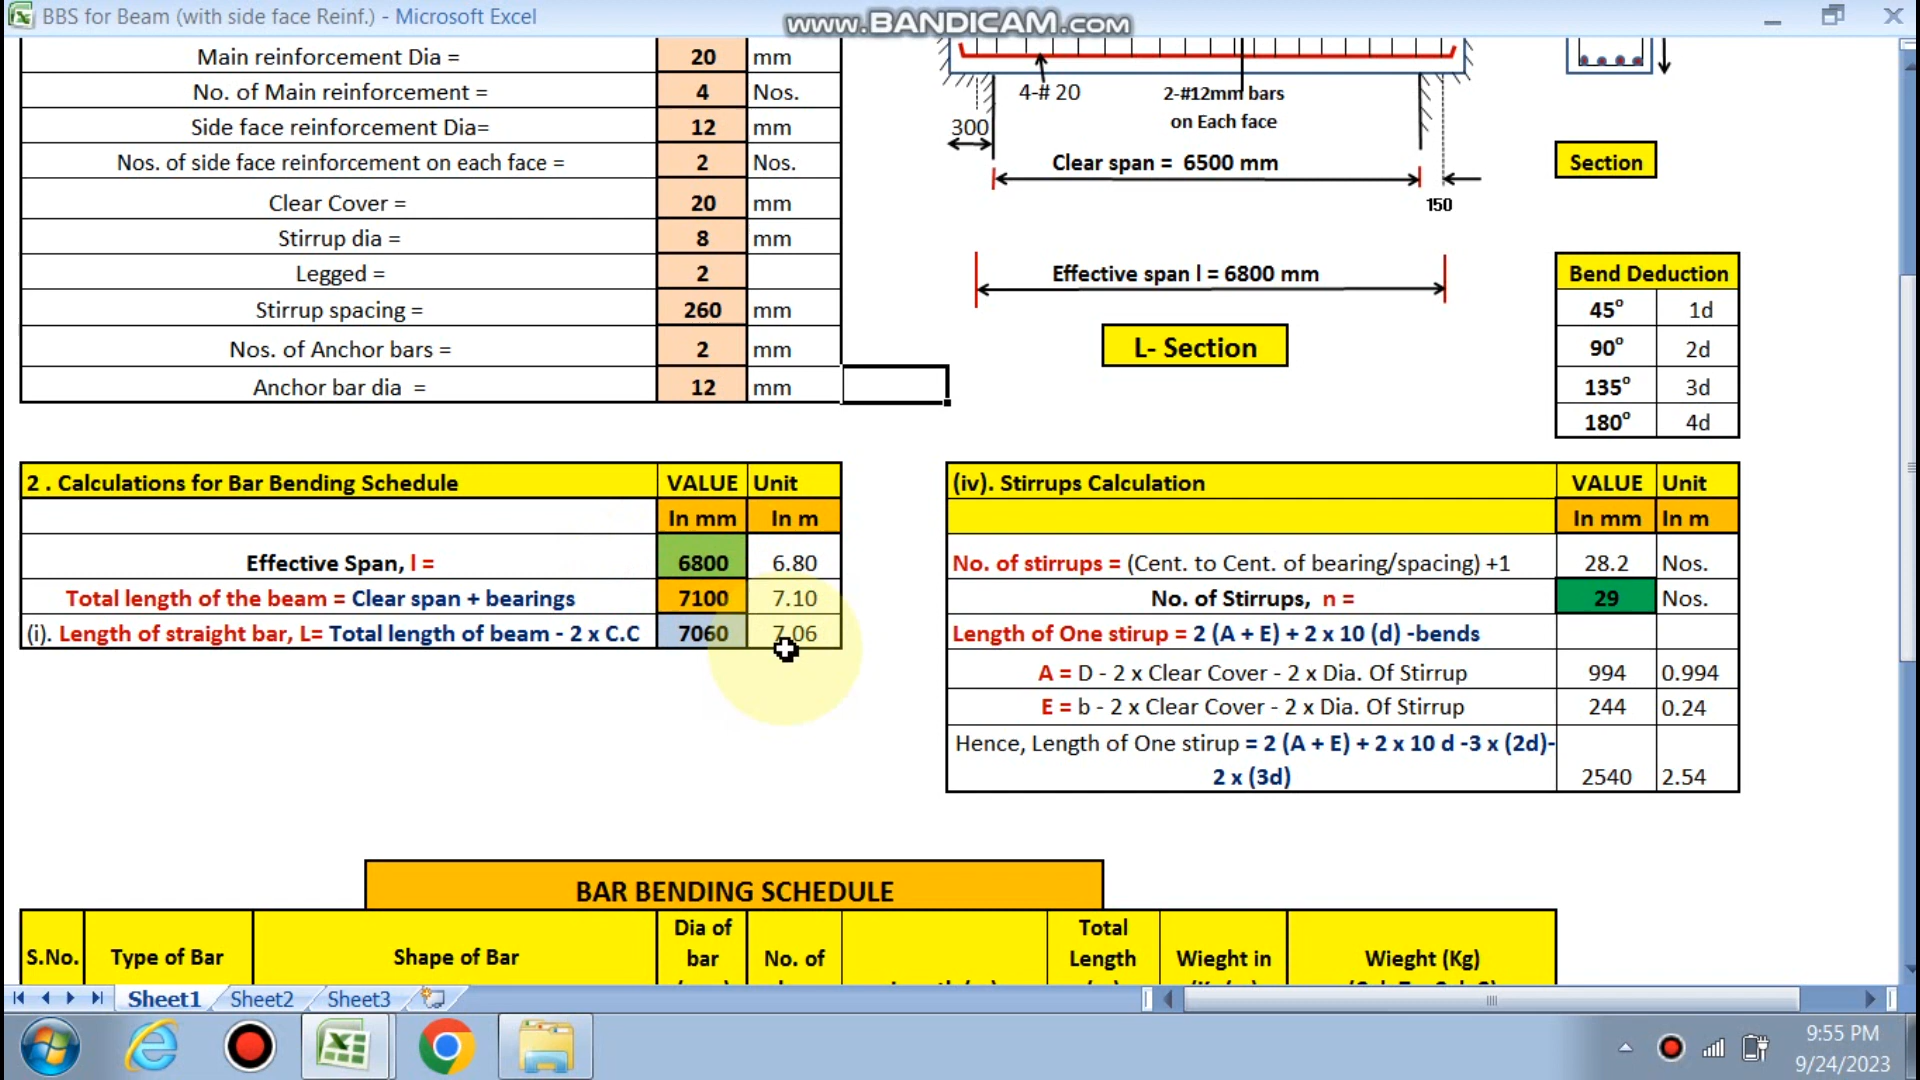 BBS for Beam (with side face Reinf.) - Microsoft Excel
www.BANDICAM.com
Main reinforcement Dia = 20 mm
No. of Main reinforcement = 4 Nos.
Side face reinforcement Dia= 12 mm
Nos. of side face reinforcement on each face = 2 Nos.
Clear Cover = 20 mm
Stirrup dia = 8 mm
Legged = 2
Stirrup spacing = 260 mm
Nos. of Anchor bars = 2 mm
Anchor bar dia = 12 mm
4-# 20
2-#12mm bars
on Each face
300
Clear span = 6500 mm
150
Effective span l = 6800 mm
L- Section
Section
Bend Deduction
45° 1d
90° 2d
135° 3d
180° 4d
2 . Calculations for Bar Bending Schedule VALUE Unit
In mm In m
Effective Span, l = 6800 6.80
Total length of the beam = Clear span + bearings 7100 7.10
(i). Length of straight bar, L= Total length of beam - 2 x C.C 7060 7.06
(iv). Stirrups Calculation VALUE Unit
In mm In m
No. of stirrups = (Cent. to Cent. of bearing/spacing) +1 28.2 Nos.
No. of Stirrups, n = 29 Nos.
Length of One stirup = 2 (A + E) + 2 x 10 (d) -bends
A = D - 2 x Clear Cover - 2 x Dia. Of Stirrup 994 0.994
E = b - 2 x Clear Cover - 2 x Dia. Of Stirrup 244 0.24
Hence, Length of One stirup = 2 (A + E) + 2 x 10 d -3 x (2d)-
2 x (3d) 2540 2.54
BAR BENDING SCHEDULE
S.No. Type of Bar Shape of Bar Dia of
bar No. of Total
Length Wieght in Wieght (Kg)
Sheet1 Sheet2 Sheet3
9:55 PM
9/24/2023